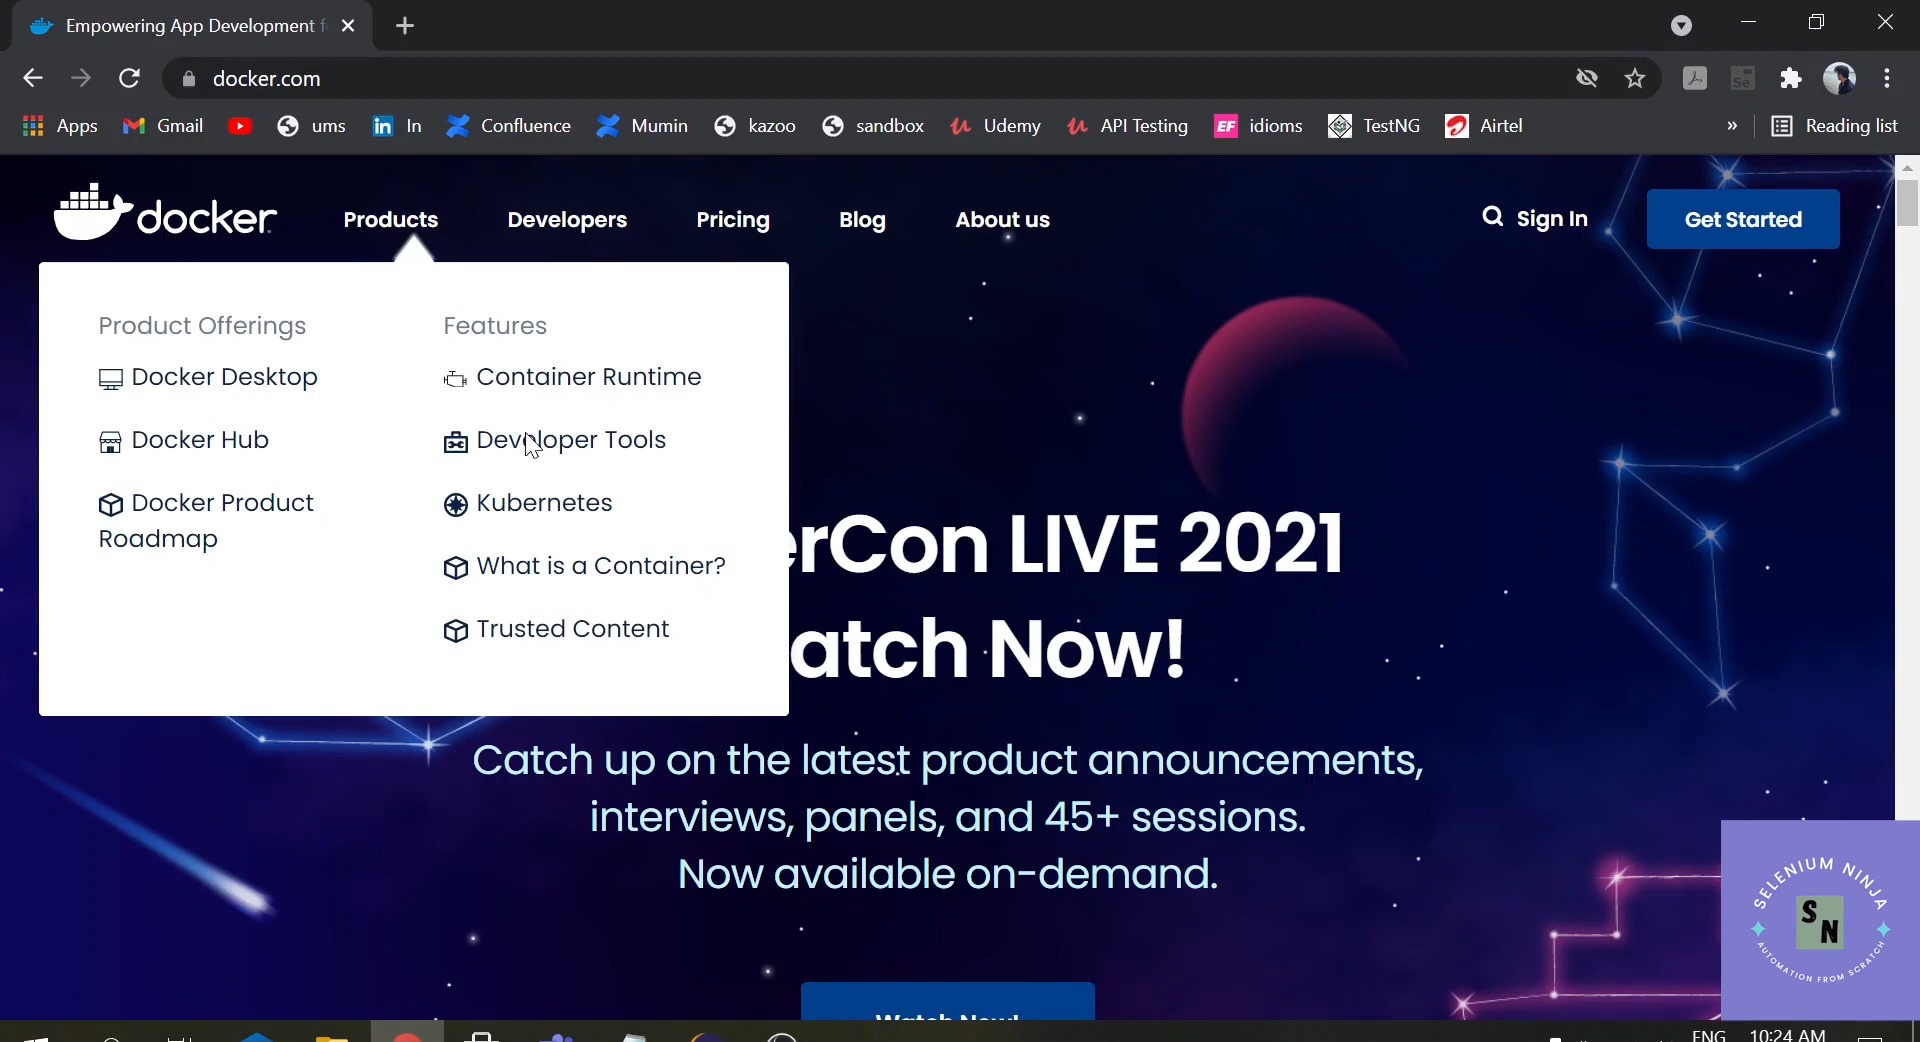 Empowering App Development f
docker.com
Apps Gmail ums In Confluence Mumin kazoo sandbox Udemy API Testing EF idioms TestNG Airtel » Reading list
docker Products Developers Pricing Blog About us Sign In Get Started
Product Offerings
Docker Desktop
Docker Hub
Docker Product
Roadmap
Features
Container Runtime
Developer Tools
Kubernetes
What is a Container?
Trusted Content
erCon LIVE 2021
atch Now!
Catch up on the latest product announcements,
interviews, panels, and 45+ sessions.
Now available on-demand.
Watch Now!
SELENIUM NINJA
SN
AUTOMATION FROM SCRATCH
ENG 10:24 AM